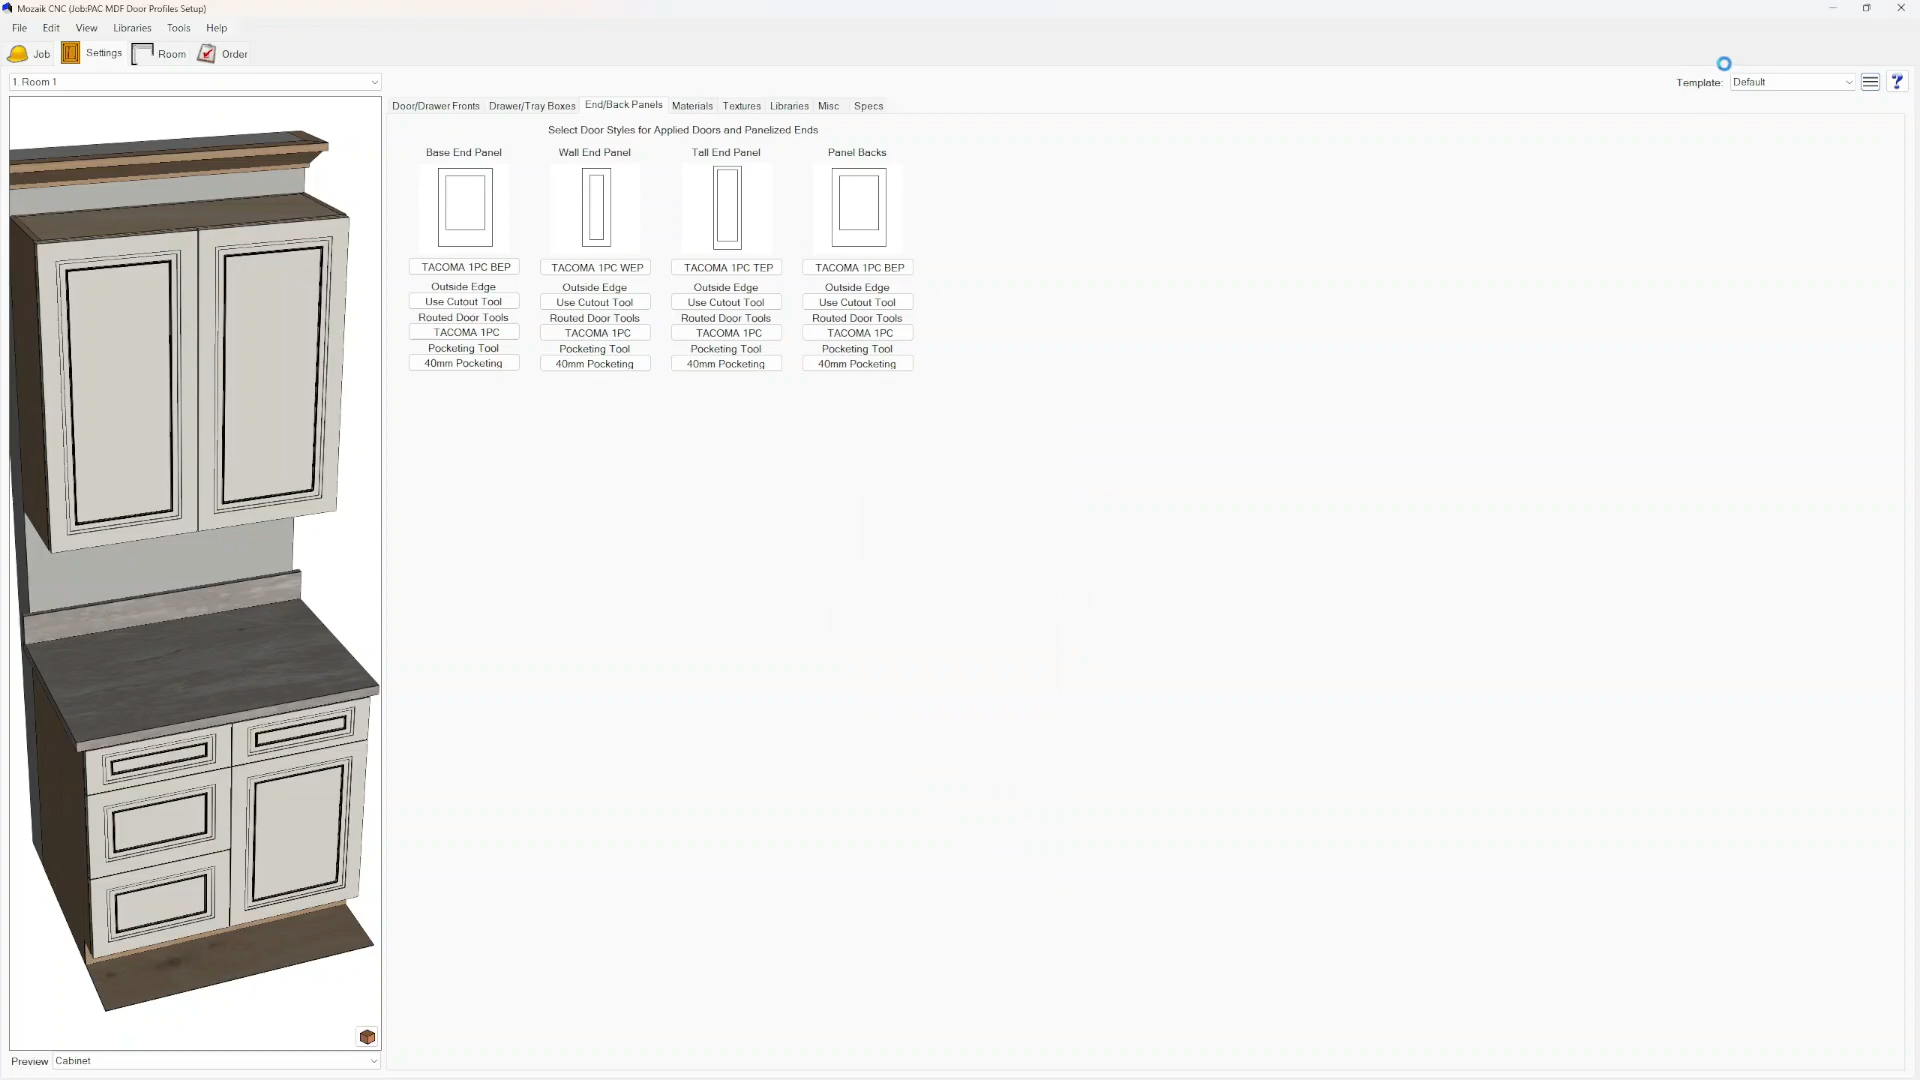 Mozaik CNC (Job:PAC MDF Door Profiles Setup)
File Edit View Libraries Tools Help
Job Settings Room Order
1. Room 1
Template: Default
Door/Drawer Fronts Drawer/Tray Boxes End/Back Panels Materials Textures Libraries Misc Specs
Select Door Styles for Applied Doors and Panelized Ends
Base End Panel Wall End Panel Tall End Panel Panel Backs
TACOMA 1PC BEP TACOMA 1PC WEP TACOMA 1PC TEP TACOMA 1PC BEP
Outside Edge Outside Edge Outside Edge Outside Edge
Use Cutout Tool Use Cutout Tool Use Cutout Tool Use Cutout Tool
Routed Door Tools Routed Door Tools Routed Door Tools Routed Door Tools
TACOMA 1PC TACOMA 1PC TACOMA 1PC TACOMA 1PC
Pocketing Tool Pocketing Tool Pocketing Tool Pocketing Tool
40mm Pocketing 40mm Pocketing 40mm Pocketing 40mm Pocketing
Preview Cabinet